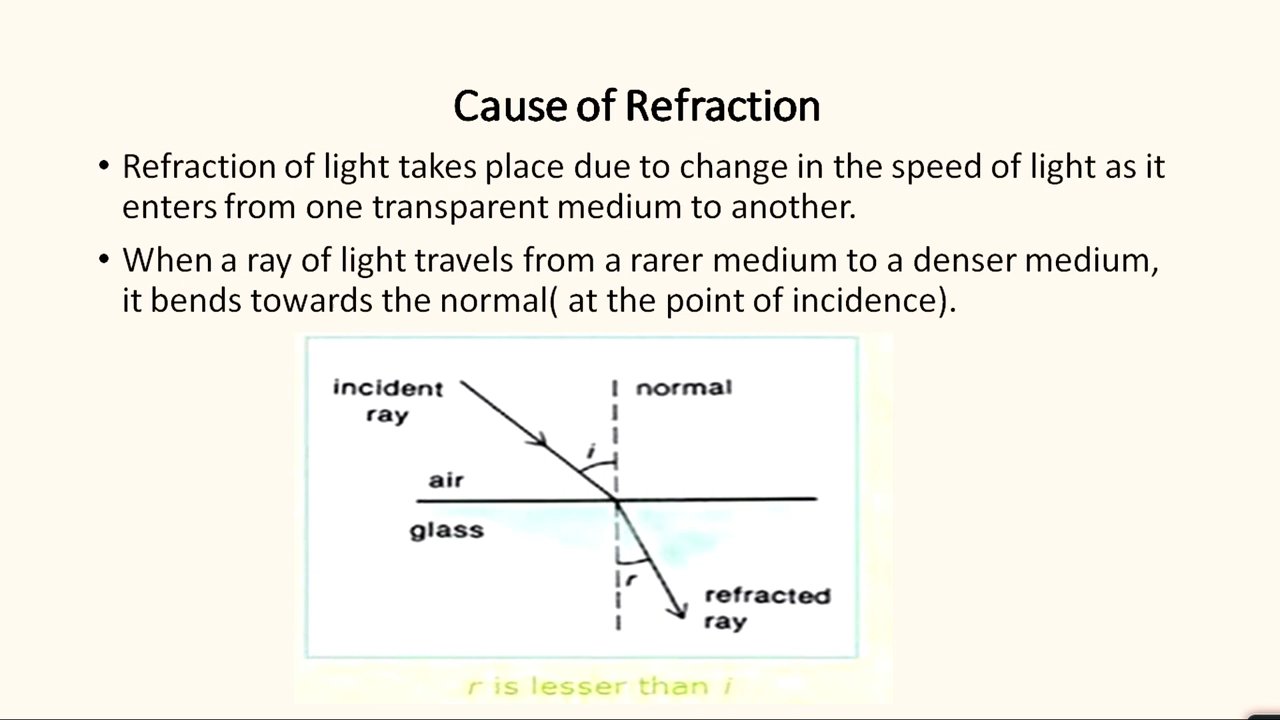 Cause of Refraction
• Refraction of light takes place due to change in the speed of light as it
enters from one transparent medium to another.
• When a ray of light travels from a rarer medium to a denser medium,
it bends towards the normal( at the point of incidence).
incident
ray
normal
i
air
glass
r
refracted
ray
r is lesser than i